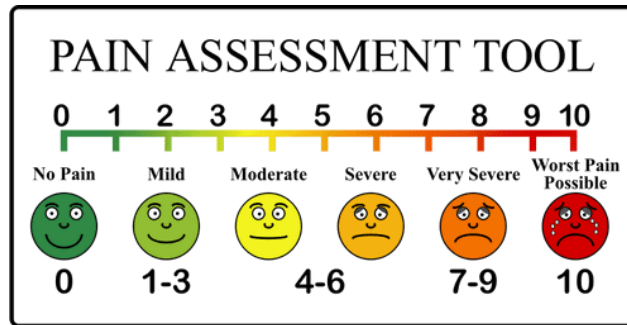 PAIN ASSESSMENT TOOL
0 1 2 3 4 5 6 7 8 9 10
No Pain Mild Moderate Severe Very Severe Worst Pain
Possible
0 1-3 4-6 7-9 10